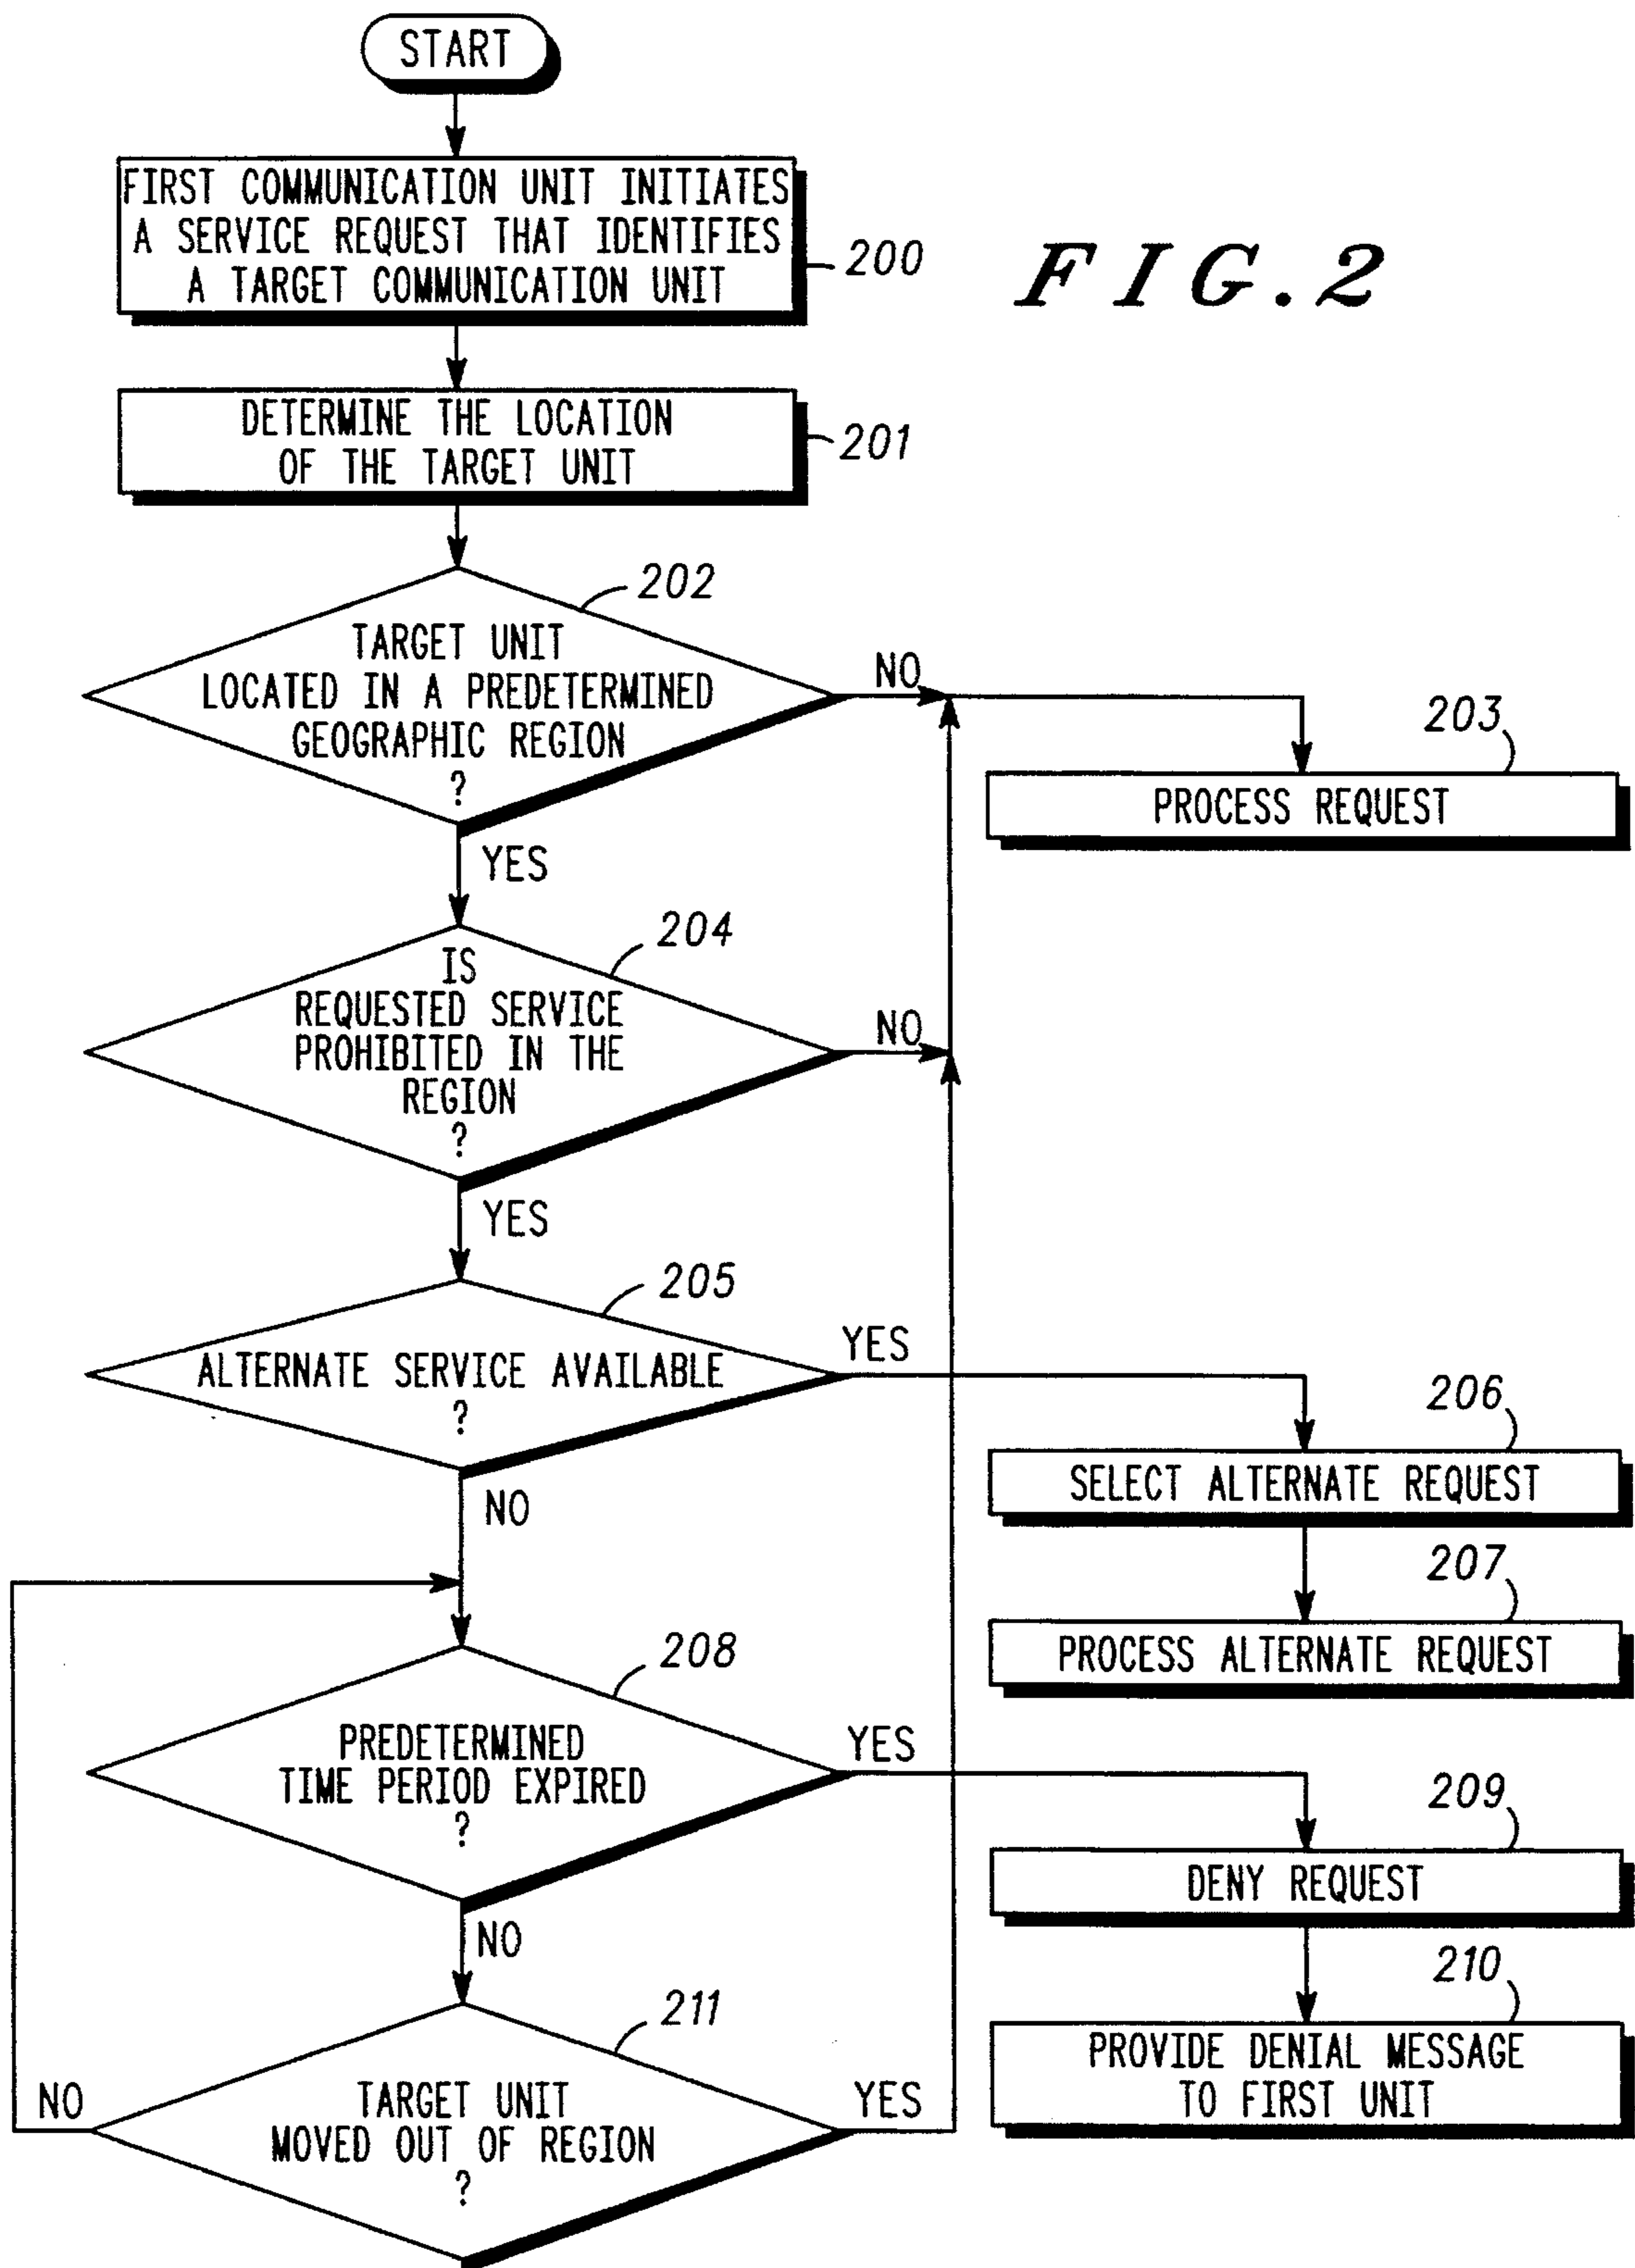 START
FIRST COMMUNICATION UNIT INITIATES
A SERVICE REQUEST THAT IDENTIFIES
A TARGET COMMUNICATION UNIT
200
FIG.2
DETERMINE THE LOCATION
OF THE TARGET UNIT
201
202
TARGET UNIT
LOCATED IN A PREDETERMINED
GEOGRAPHIC REGION
?
NO
203
PROCESS REQUEST
YES
204
IS
REQUESTED SERVICE
PROHIBITED IN THE
REGION
?
NO
YES
205
ALTERNATE SERVICE AVAILABLE
?
YES
206
SELECT ALTERNATE REQUEST
NO
207
PROCESS ALTERNATE REQUEST
208
PREDETERMINED
TIME PERIOD EXPIRED
?
YES
209
DENY REQUEST
NO
210
PROVIDE DENIAL MESSAGE
TO FIRST UNIT
211
TARGET UNIT
MOVED OUT OF REGION
?
NO
YES